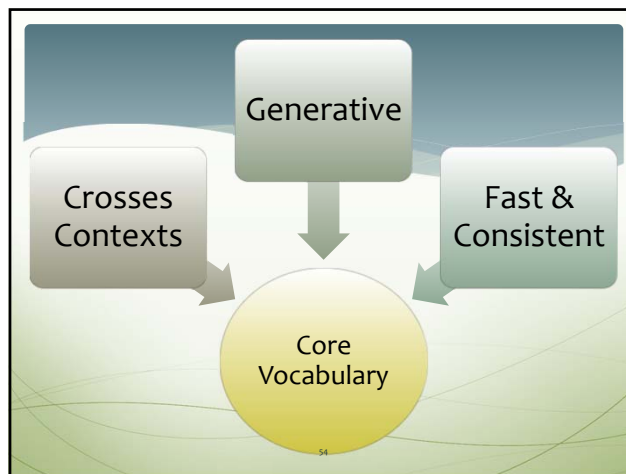 Generative
Crosses
Contexts
Fast &
Consistent
Core
Vocabulary
54